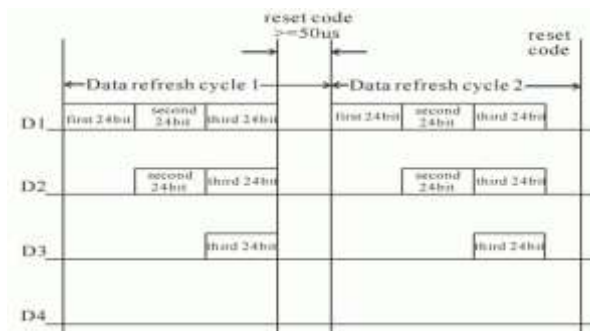 reset code
>=50us
reset
code
Data refresh cycle 1
Data refresh cycle 2
D1
first 24bit
second
24bit
third 24bit
first 24bit
second
24bit
third 24bit
D2
second
24bit
third 24bit
second
24bit
third 24bit
D3
third 24bit
third 24bit
D4